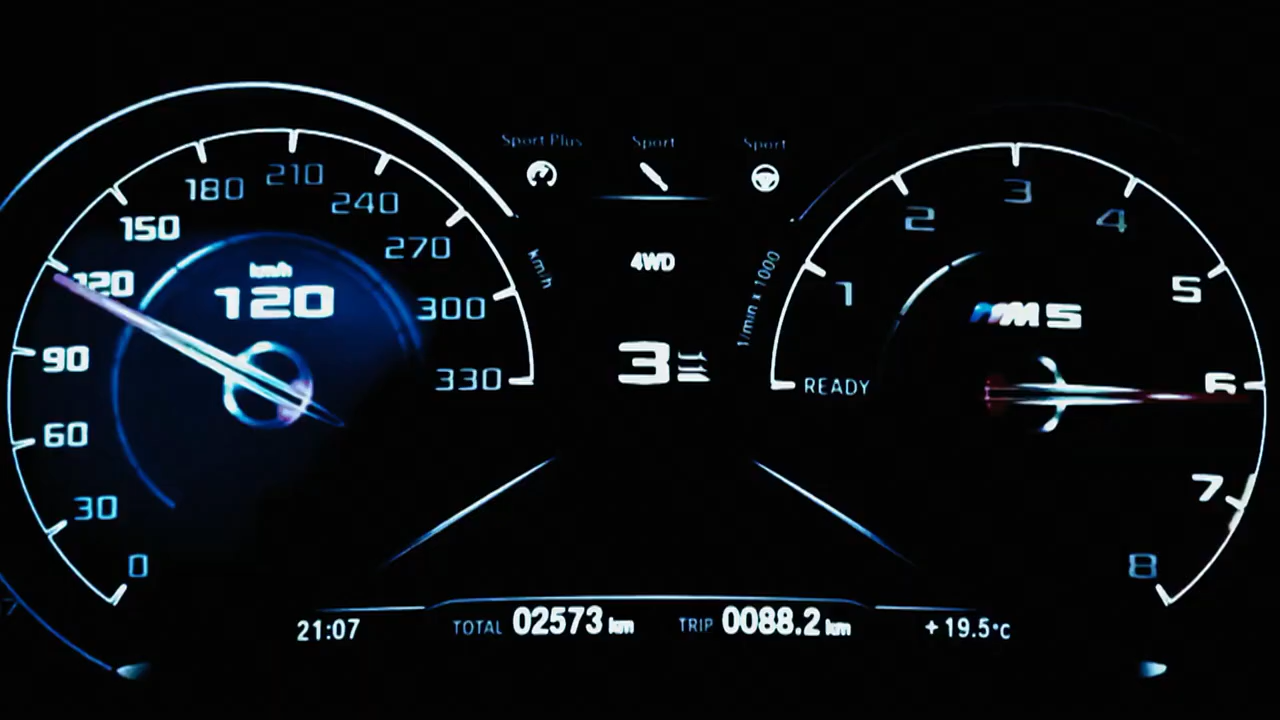 Sport Plus Sport Sport
0
30
60
90
120
150
180
210
240
270
300
330
km/h
km/h
120
4WD
3
1/min x 1000
READY
1
2
3
4
5
6
7
8
M5
21:07 TOTAL 02573 km TRIP 0088.2 km +19.5°C